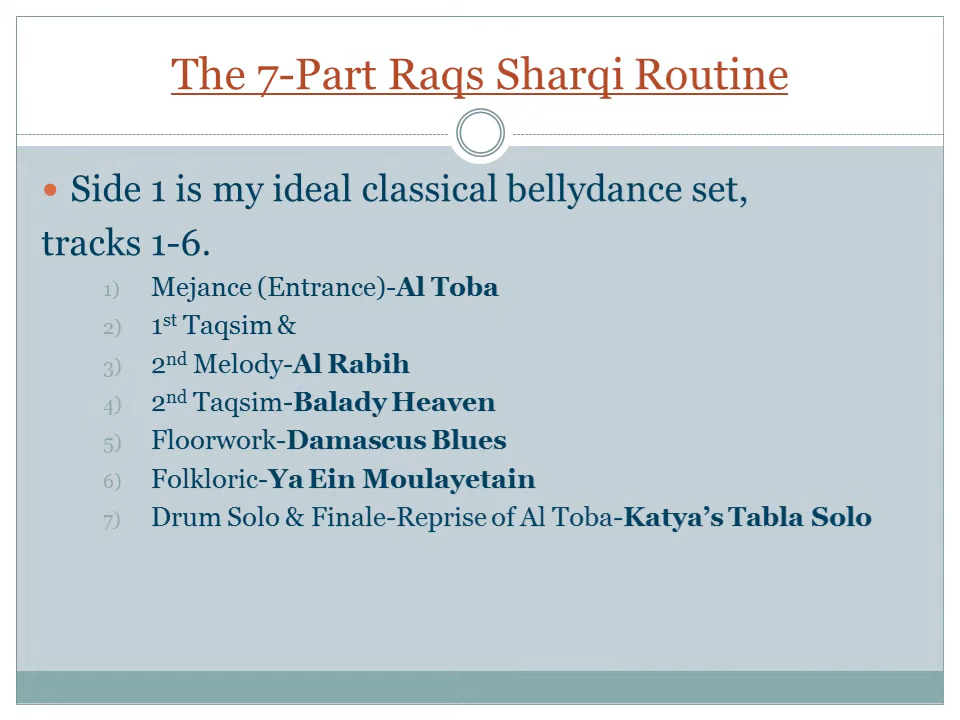 The 7-Part Raqs Sharqi Routine
• Side 1 is my ideal classical bellydance set,
tracks 1-6.
1) Mejance (Entrance)-Al Toba
2) 1st Taqsim &
3) 2nd Melody-Al Rabih
4) 2nd Taqsim-Balady Heaven
5) Floorwork-Damascus Blues
6) Folkloric-Ya Ein Moulayetain
7) Drum Solo & Finale-Reprise of Al Toba-Katya’s Tabla Solo